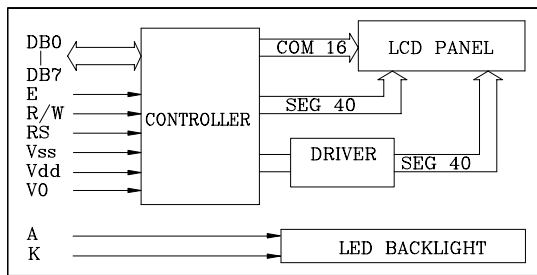 DB0
DB7
E
R/W
RS
Vss
Vdd
V0
CONTROLLER
COM 16
LCD PANEL
SEG 40
DRIVER
SEG 40
A
K
LED BACKLIGHT